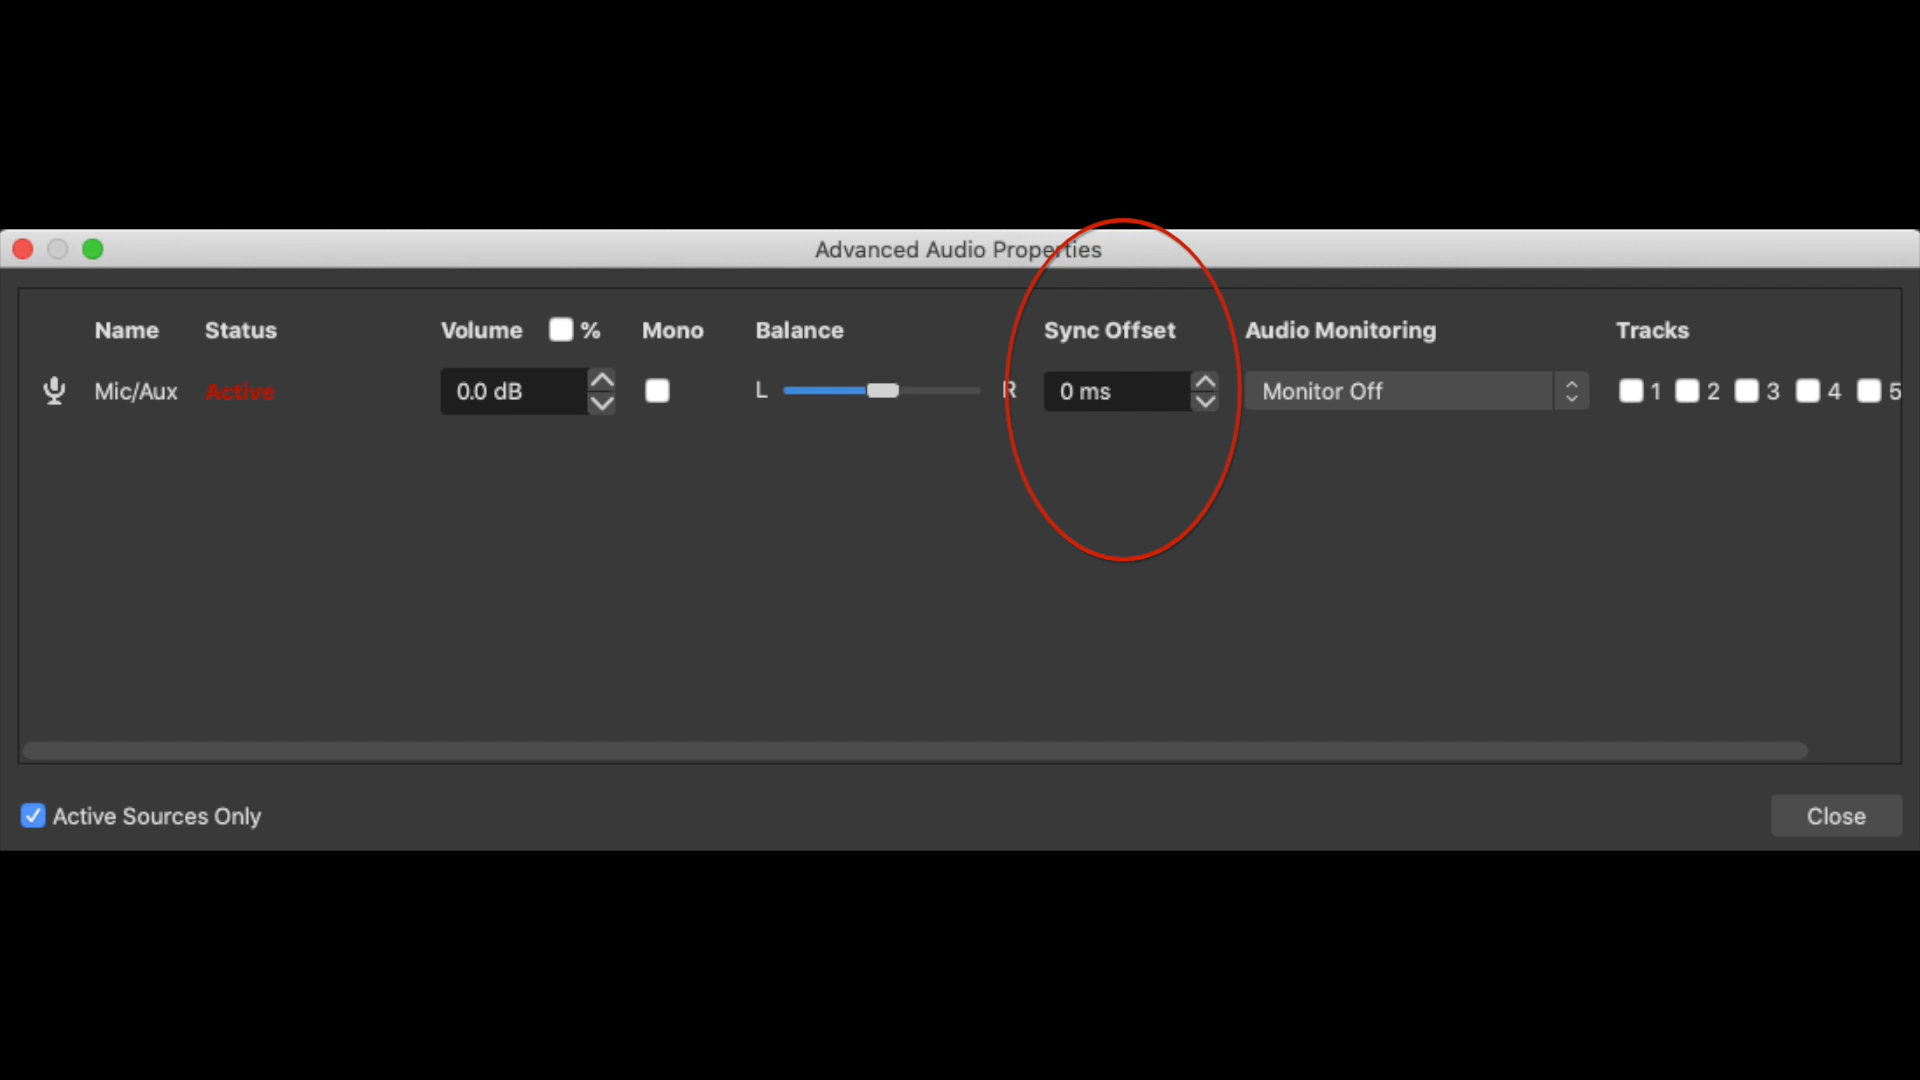 Advanced Audio Properties
Name Status Volume % Mono Balance Sync Offset Audio Monitoring Tracks
Mic/Aux Active 0.0 dB L R 0 ms Monitor Off 1 2 3 4 5
Active Sources Only Close